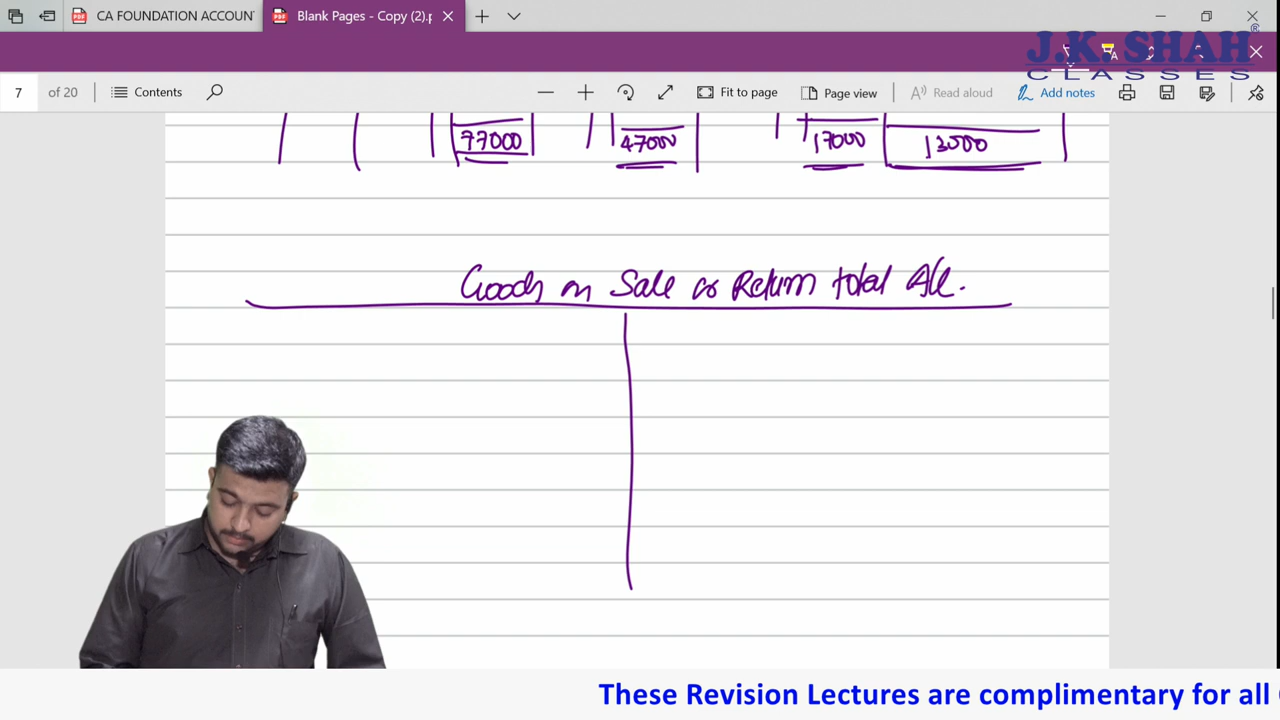 CA FOUNDATION ACCOUN
Blank Pages - Copy (2).p
J.K. SHAH®
CLASSES
7 of 20
Contents
Fit to page
Page view
Read aloud
Add notes
77000 47000 17000 13000
Goods on Sale or Return total A/c.
These Revision Lectures are complimentary for all